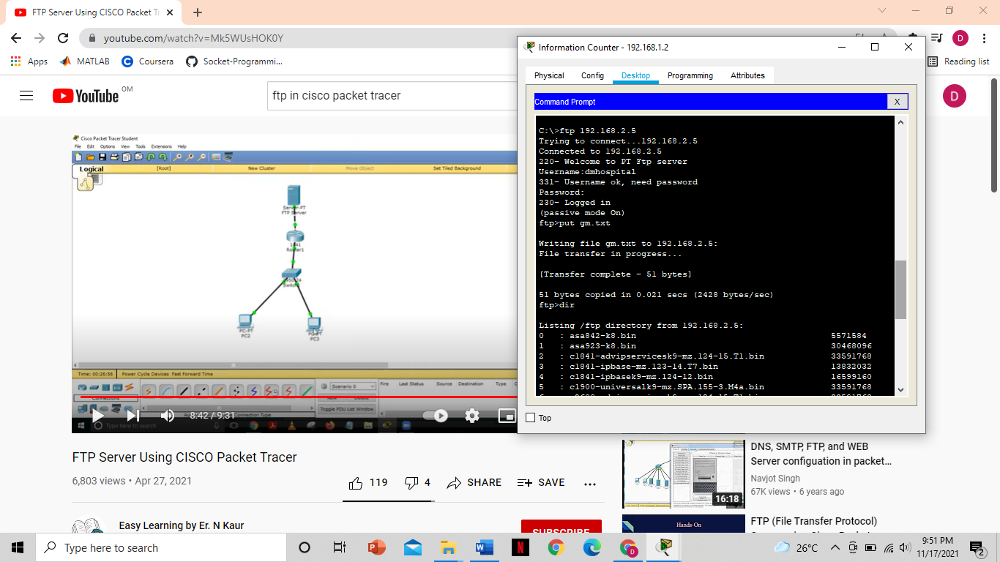 FTP Server Using CISCO Packet Tr
youtube.com/watch?v=Mk5WUsHOK0Y
D
Apps
MATLAB
Coursera
Socket-Programmi...
Reading list
YouTube
OM
ftp in cisco packet tracer
D
Cisco Packet Tracer Student
File Edit Options View Tools Extensions Help
Logical
[Root]
New Cluster
Move Object
Set Tiled Background
Server-PT
FTP Server
1841
Router1
2950-24
PC-PT
PC2
PC-PT
PC3
Time: 00:26:56 Power Cycle Devices Fast Forward Time
Scenario 0
Fire Last Status Source Destination Type
Connections
Toggle PDU List Window
8:42 / 9:31
Type here to search
Information Counter - 192.168.1.2
Physical
Config
Desktop
Programming
Attributes
Command Prompt
X
C:\>ftp 192.168.2.5
Trying to connect...192.168.2.5
Connected to 192.168.2.5
220- Welcome to PT Ftp server
Username:dmhospital
331- Username ok, need password
Password:
230- Logged in
(passive mode On)
ftp>put gm.txt
Writing file gm.txt to 192.168.2.5:
File transfer in progress...
[Transfer complete - 51 bytes]
51 bytes copied in 0.021 secs (2428 bytes/sec)
ftp>dir
Listing /ftp directory from 192.168.2.5:
0 : asa842-k8.bin 5571584
1 : asa923-k8.bin 30468096
2 : c1841-advipservicesk9-mz.124-15.T1.bin 33591768
3 : c1841-ipbase-mz.123-14.T7.bin 13832032
4 : c1841-ipbasek9-mz.124-12.bin 16599160
5 : c1900-universalk9-mz.SPA.155-3.M4a.bin 33591768
Top
FTP Server Using CISCO Packet Tracer
6,803 views • Apr 27, 2021
119
4
SHARE
SAVE
Easy Learning by Er. N Kaur
SUBSCRIBE
16:18
DNS, SMTP, FTP, and WEB
Server configuation in packet...
Navjot Singh
67K views • 6 years ago
Hands-On
FTP (File Transfer Protocol)
Type here to search
26°C
9:51 PM
11/17/2021
2